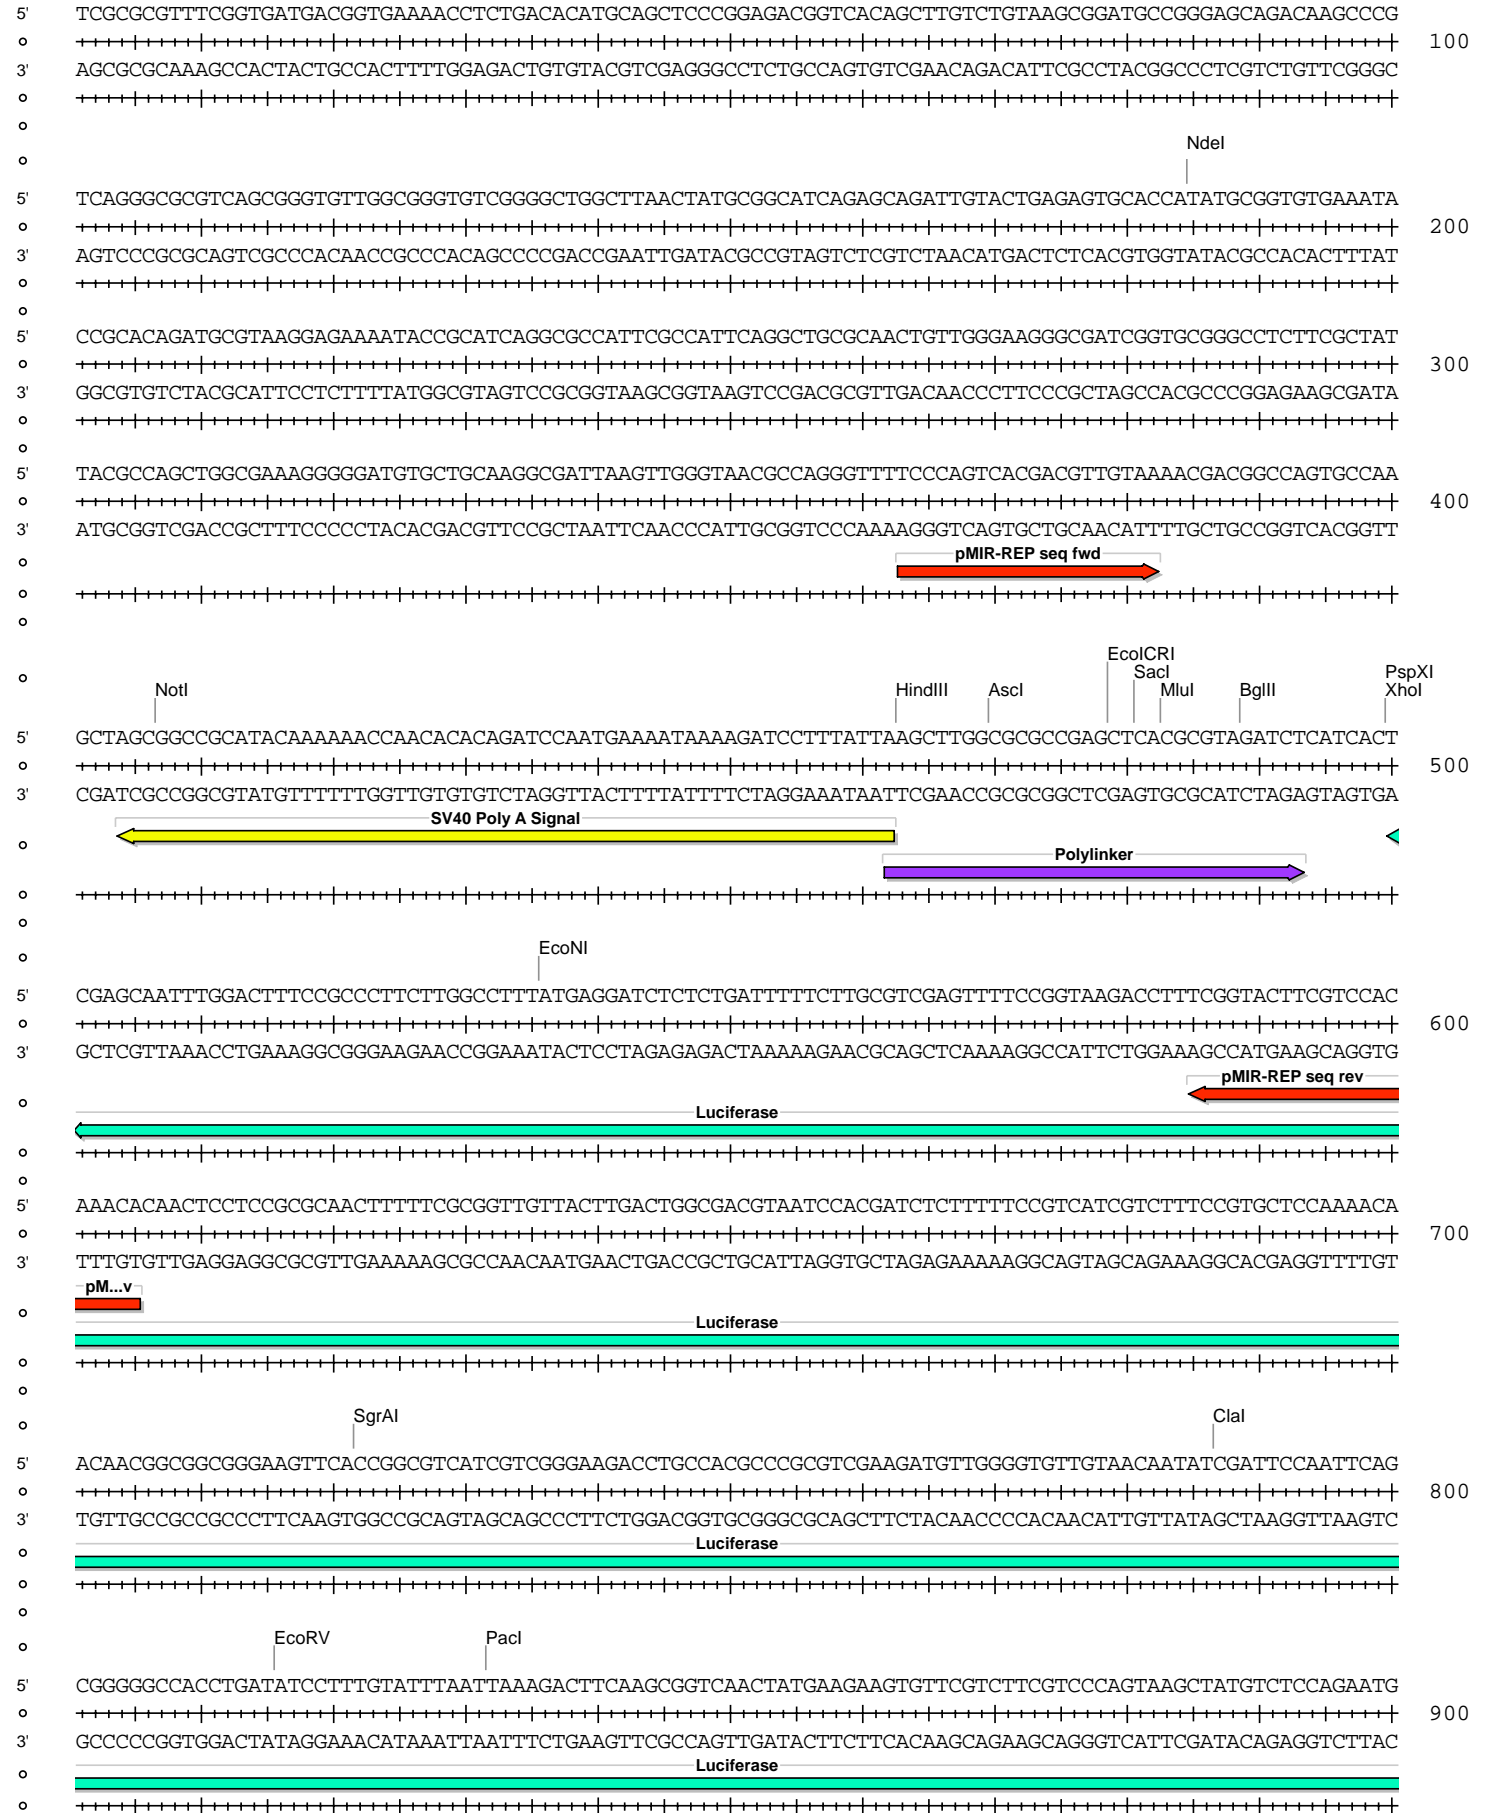 5' TCGCGCGTTTCGGTGATGACGGTGAAAACCTCTGACACATGCAGCTCCCGGAGACGGTCACAGCTTGTCTGTAAGCGGATGCCGGGAGCAGACAAGCCCG
100
3' AGCGCGCAAAGCCACTACTGCCACTTTTGGAGACTGTGTACGTCGAGGGCCTCTGCCAGTGTCGAACAGACATTCGCCTACGGCCCTCGTCTGTTCGGGC
NdeI
5' TCAGGGCGCGTCAGCGGGTGTTGGCGGGTGTCGGGGCTGGCTTAACTATGCGGCATCAGAGCAGATTGTACTGAGAGTGCACCATATGCGGTGTGAAATA
200
3' AGTCCCGCGCAGTCGCCCACAACCGCCCACAGCCCCGACCGAATTGATACGCCGTAGTCTCGTCTAACATGACTCTCACGTGGTATACGCCACACTTTAT
5' CCGCACAGATGCGTAAGGAGAAAATACCGCATCAGGCGCCATTCGCCATTCAGGCTGCGCAACTGTTGGGAAGGGCGATCGGTGCGGGCCTCTTCGCTAT
300
3' GGCGTGTCTACGCATTCCTCTTTTATGGCGTAGTCCGCGGTAAGCGGTAAGTCCGACGCGTTGACAACCCTTCCCGCTAGCCACGCCCGGAGAAGCGATA
5' TACGCCAGCTGGCGAAAGGGGGATGTGCTGCAAGGCGATTAAGTTGGGTAACGCCAGGGTTTTCCCAGTCACGACGTTGTAAAACGACGGCCAGTGCCAA
400
3' ATGCGGTCGACCGCTTTCCCCCTACACGACGTTCCGCTAATTCAACCCATTGCGGTCCCAAAAGGGTCAGTGCTGCAACATTTTGCTGCCGGTCACGGTT
pMIR-REP seq fwd
EcoICRI
SacI PspXI
NotI HindIII AscI MluI BglII XhoI
5' GCTAGCGGCCGCATACAAAAAACCAACACACAGATCCAATGAAAATAAAAGATCCTTTATTAAGCTTGGCGCGCCGAGCTCACGCGTAGATCTCATCACT
500
3' CGATCGCCGGCGTATGTTTTTTGGTTGTGTGTCTAGGTTACTTTTATTTTCTAGGAAATAATTCGAACCGCGCGGCTCGAGTGCGCATCTAGAGTAGTGA
SV40 Poly A Signal
Polylinker
EcoNI
5' CGAGCAATTTGGACTTTCCGCCCTTCTTGGCCTTTATGAGGATCTCTCTGATTTTTCTTGCGTCGAGTTTTCCGGTAAGACCTTTCGGTACTTCGTCCAC
600
3' GCTCGTTAAACCTGAAAGGCGGGAAGAACCGGAAATACTCCTAGAGAGACTAAAAAGAACGCAGCTCAAAAGGCCATTCTGGAAAGCCATGAAGCAGGTG
pMIR-REP seq rev
Luciferase
5' AAACACAACTCCTCCGCGCAACTTTTTCGCGGTTGTTACTTGACTGGCGACGTAATCCACGATCTCTTTTTCCGTCATCGTCTTTCCGTGCTCCAAAACA
700
3' TTTGTGTTGAGGAGGCGCGTTGAAAAAGCGCCAACAATGAACTGACCGCTGCATTAGGTGCTAGAGAAAAAGGCAGTAGCAGAAAGGCACGAGGTTTTGT
pM...v
Luciferase
SgrAI ClaI
5' ACAACGGCGGCGGGAAGTTCACCGGCGTCATCGTCGGGAAGACCTGCCACGCCCGCGTCGAAGATGTTGGGGTGTTGTAACAATATCGATTCCAATTCAG
800
3' TGTTGCCGCCGCCCTTCAAGTGGCCGCAGTAGCAGCCCTTCTGGACGGTGCGGGCGCAGCTTCTACAACCCCACAACATTGTTATAGCTAAGGTTAAGTC
Luciferase
EcoRV PacI
5' CGGGGGCCACCTGATATCCTTTGTATTTAATTAAAGACTTCAAGCGGTCAACTATGAAGAAGTGTTCGTCTTCGTCCCAGTAAGCTATGTCTCCAGAATG
900
3' GCCCCCGGTGGACTATAGGAAACATAAATTAATTTCTGAAGTTCGCCAGTTGATACTTCTTCACAAGCAGAAGCAGGGTCATTCGATACAGAGGTCTTAC
Luciferase